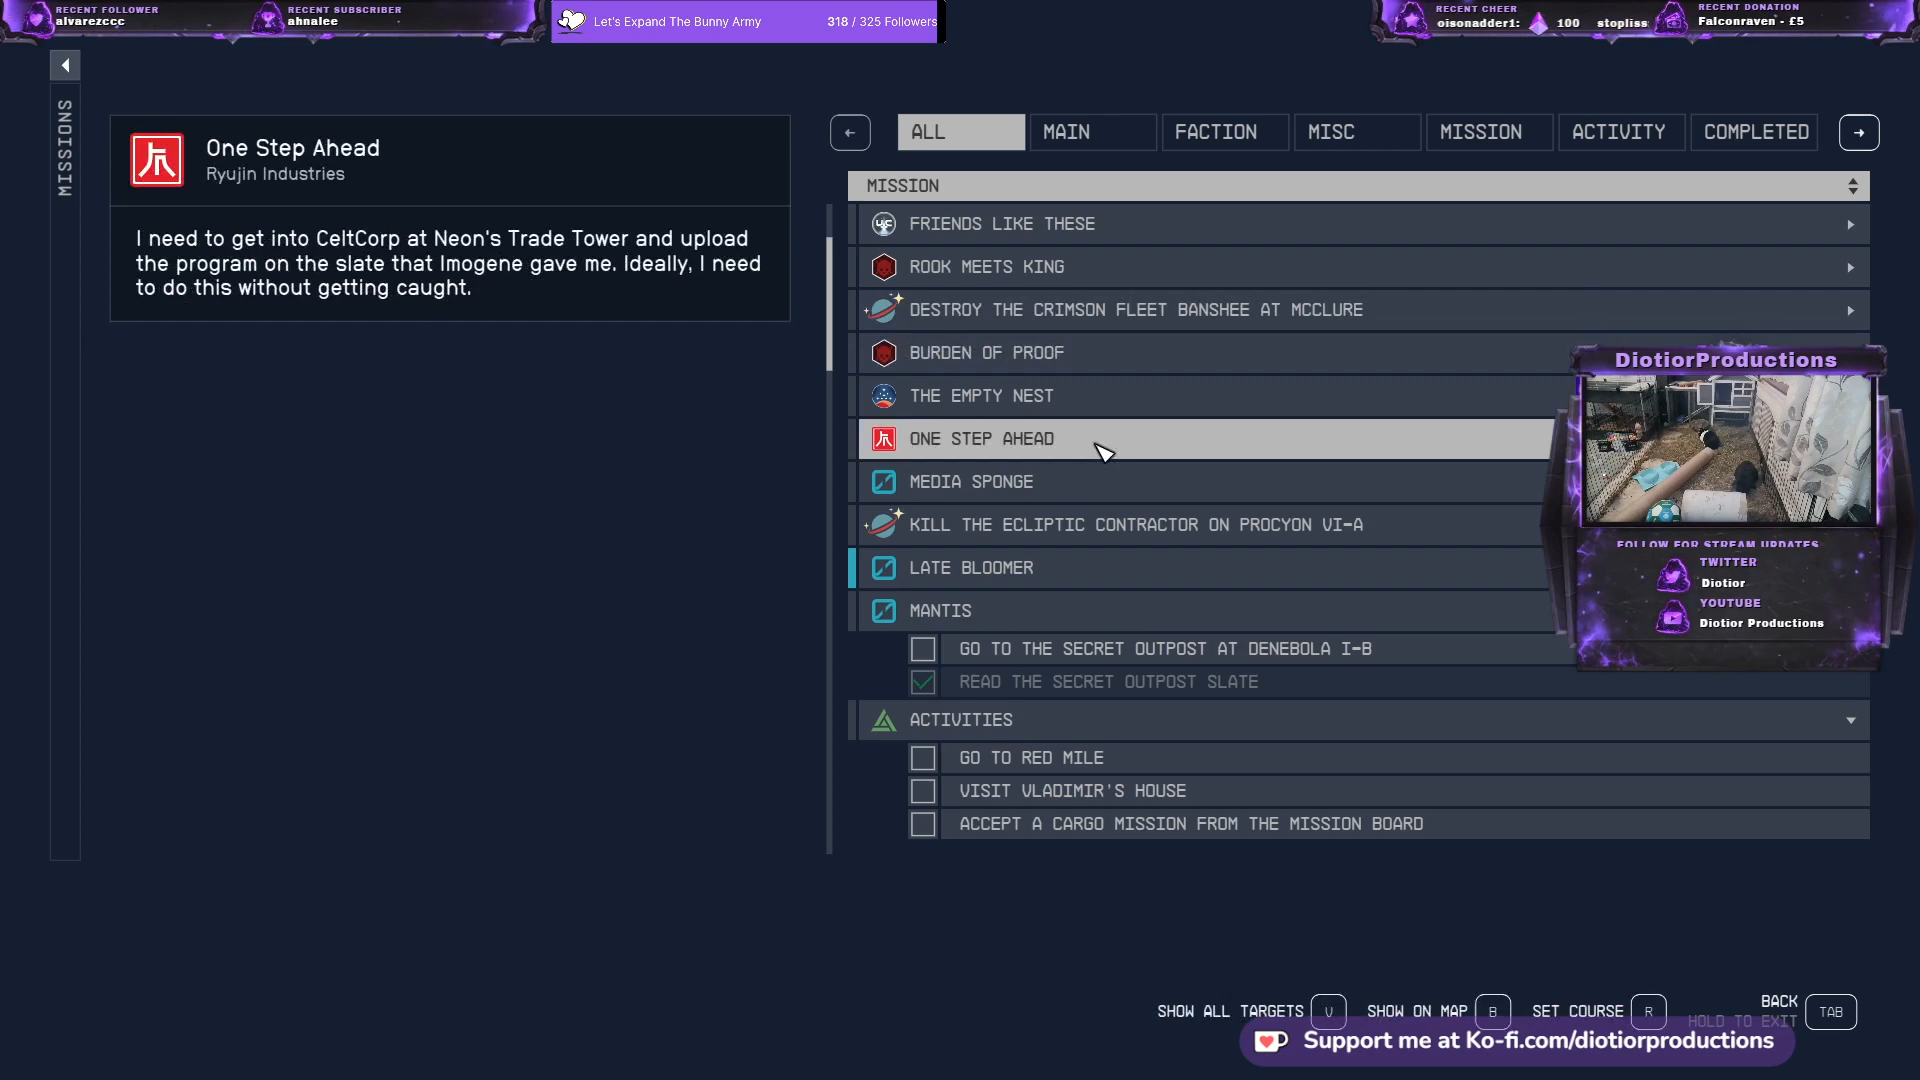 RECENT FOLLOWER
alvarezccc
RECENT SUBSCRIBER
ahnalee
Let's Expand The Bunny Army
318 / 325 Followers
RECENT CHEER
oisonadder1: 100 stopliss
RECENT DONATION
Falconraven - £5
MISSIONS
One Step Ahead
Ryujin Industries
I need to get into CeltCorp at Neon's Trade Tower and upload
the program on the slate that Imogene gave me. Ideally, I need
to do this without getting caught.
ALL
MAIN
FACTION
MISC
MISSION
ACTIVITY
COMPLETED
MISSION
FRIENDS LIKE THESE
ROOK MEETS KING
DESTROY THE CRIMSON FLEET BANSHEE AT MCCLURE
BURDEN OF PROOF
THE EMPTY NEST
ONE STEP AHEAD
MEDIA SPONGE
KILL THE ECLIPTIC CONTRACTOR ON PROCYON VI-A
LATE BLOOMER
MANTIS
GO TO THE SECRET OUTPOST AT DENEBOLA I-B
READ THE SECRET OUTPOST SLATE
ACTIVITIES
GO TO RED MILE
VISIT VLADIMIR'S HOUSE
ACCEPT A CARGO MISSION FROM THE MISSION BOARD
DiotiorProductions
FOLLOW FOR STREAM UPDATES
TWITTER
Diotior
YOUTUBE
Diotior Productions
SHOW ALL TARGETS V
SHOW ON MAP B
SET COURSE R
BACK TAB
HOLD TO EXIT
Support me at Ko-fi.com/diotiorproductions